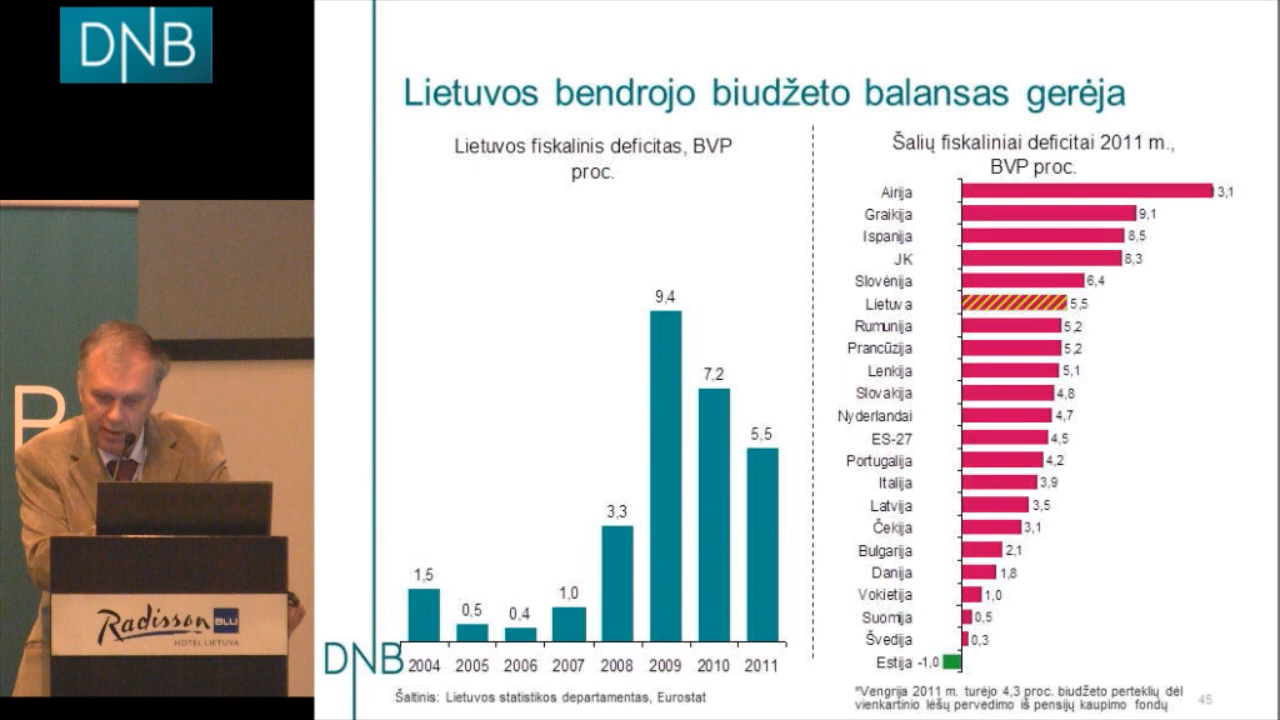 DNB
B
Radisson BLU
HOTEL LIETUVA
Lietuvos bendrojo biudžeto balansas gerėja
Lietuvos fiskalinis deficitas, BVP
proc.
1,5
0,5
0,4
1,0
3,3
9,4
7,2
5,5
2004 2005 2006 2007 2008 2009 2010 2011
DNB
Šaltinis: Lietuvos statistikos departamentas, Eurostat
Šalių fiskaliniai deficitai 2011 m.,
BVP proc.
Airija 13,1
Graikija 9,1
Ispanija 8,5
JK 8,3
Slovėnija 6,4
Lietuva 5,5
Rumunija 5,2
Prancūzija 5,2
Lenkija 5,1
Slovakija 4,8
Nyderlandai 4,7
ES-27 4,5
Portugalija 4,2
Italija 3,9
Latvija 3,5
Čekija 3,1
Bulgarija 2,1
Danija 1,8
Vokietija 1,0
Suomija 0,5
Švedija 0,3
Estija -1,0
*Vengrija 2011 m. turėjo 4,3 proc. biudžeto perteklių dėl
vienkartinio lėšų pervedimo iš pensijų kaupimo fondų
45